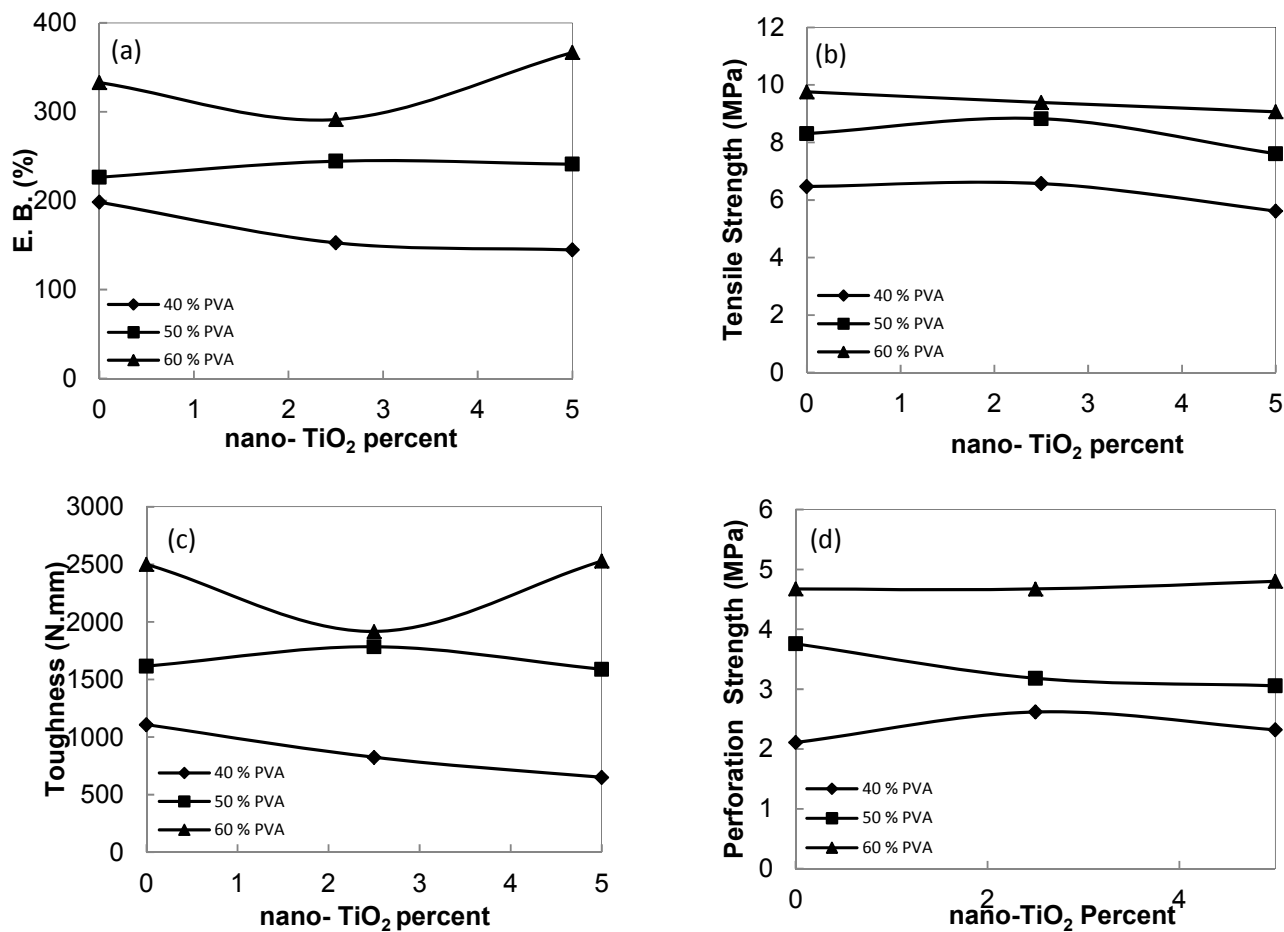 (a)
E. B. (%)
400
300
200
100
0
40 % PVA
50 % PVA
60 % PVA
0 1 2 3 4 5
nano- TiO₂ percent
(b)
Tensile Strength (MPa)
12
10
8
6
4
2
0
40 % PVA
50 % PVA
60 % PVA
0 1 2 3 4 5
nano- TiO₂ percent
(c)
Toughness (N.mm)
3000
2500
2000
1500
1000
500
0
40 % PVA
50 % PVA
60 % PVA
0 1 2 3 4 5
nano- TiO₂ percent
(d)
Perforation Strength (MPa)
6
5
4
3
2
1
0
40 % PVA
50 % PVA
60 % PVA
0 2 4
nano-TiO₂ Percent